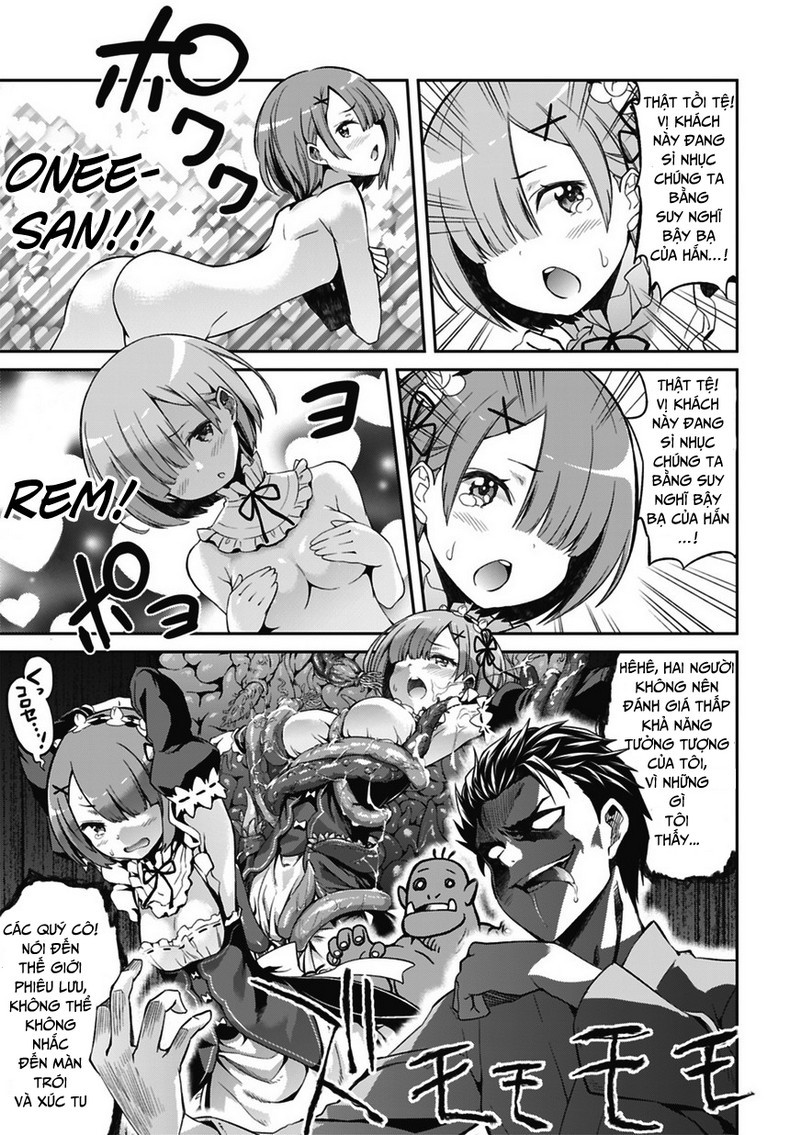 THẬT TỒI TỆ!
VỊ KHÁCH
NÀY ĐANG
SỈ NHỤC
CHÚNG TA
BẰNG
SUY NGHĨ
BẬY BẠ
CỦA HẮN...!
ポワワワ
ONEE-
SAN!!
THẬT TỆ!
VỊ KHÁCH
NÀY ĐANG
SỈ NHỤC
CHÚNG TA
BẰNG SUY
NGHĨ BẬY
BẠ CỦA HẮN
...!
ポヨヨ
REM!
HÊHÊ, HAI NGƯỜI
KHÔNG NÊN
ĐÁNH GIÁ THẤP
KHẢ NĂNG
TƯỞNG TƯỢNG
CỦA TÔI,
VÌ NHỮNG
GÌ
TÔI
THẤY...
くっ
コロセ…!
CÁC QUÝ CÔ!
NÓI ĐẾN
THẾ GIỚI
PHIÊU LƯU,
KHÔNG THỂ
KHÔNG
NHẮC
ĐẾN MÀN
TRÓI
VÀ XÚC TU
ズモモモモ